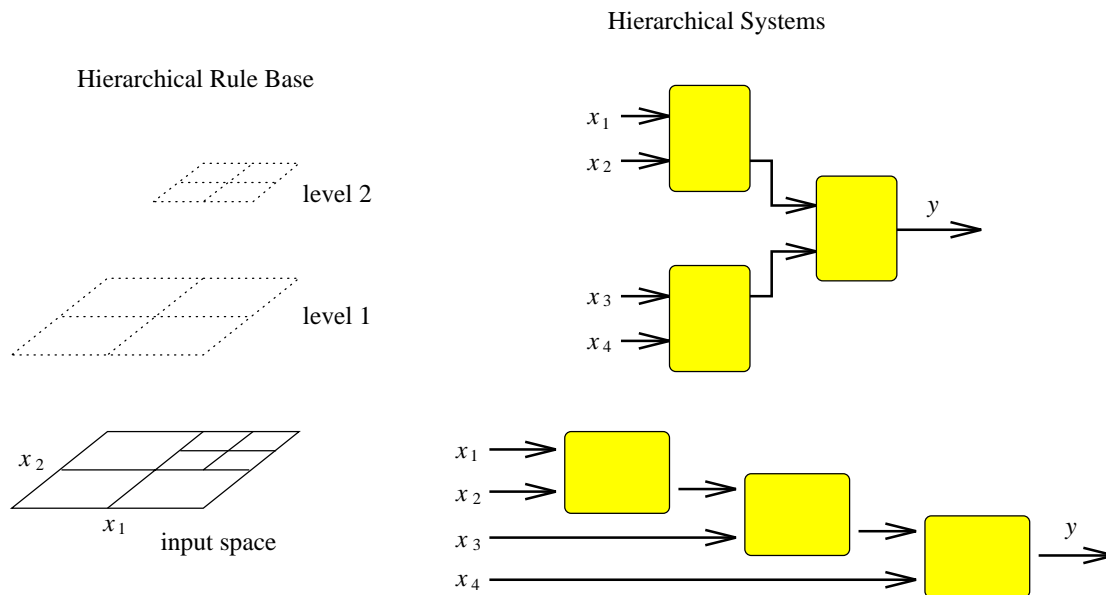 Hierarchical Systems
Hierarchical Rule Base
level 2
level 1
x2
x1
input space
x1
x2
x3
x4
y
x1
x2
x3
x4
y